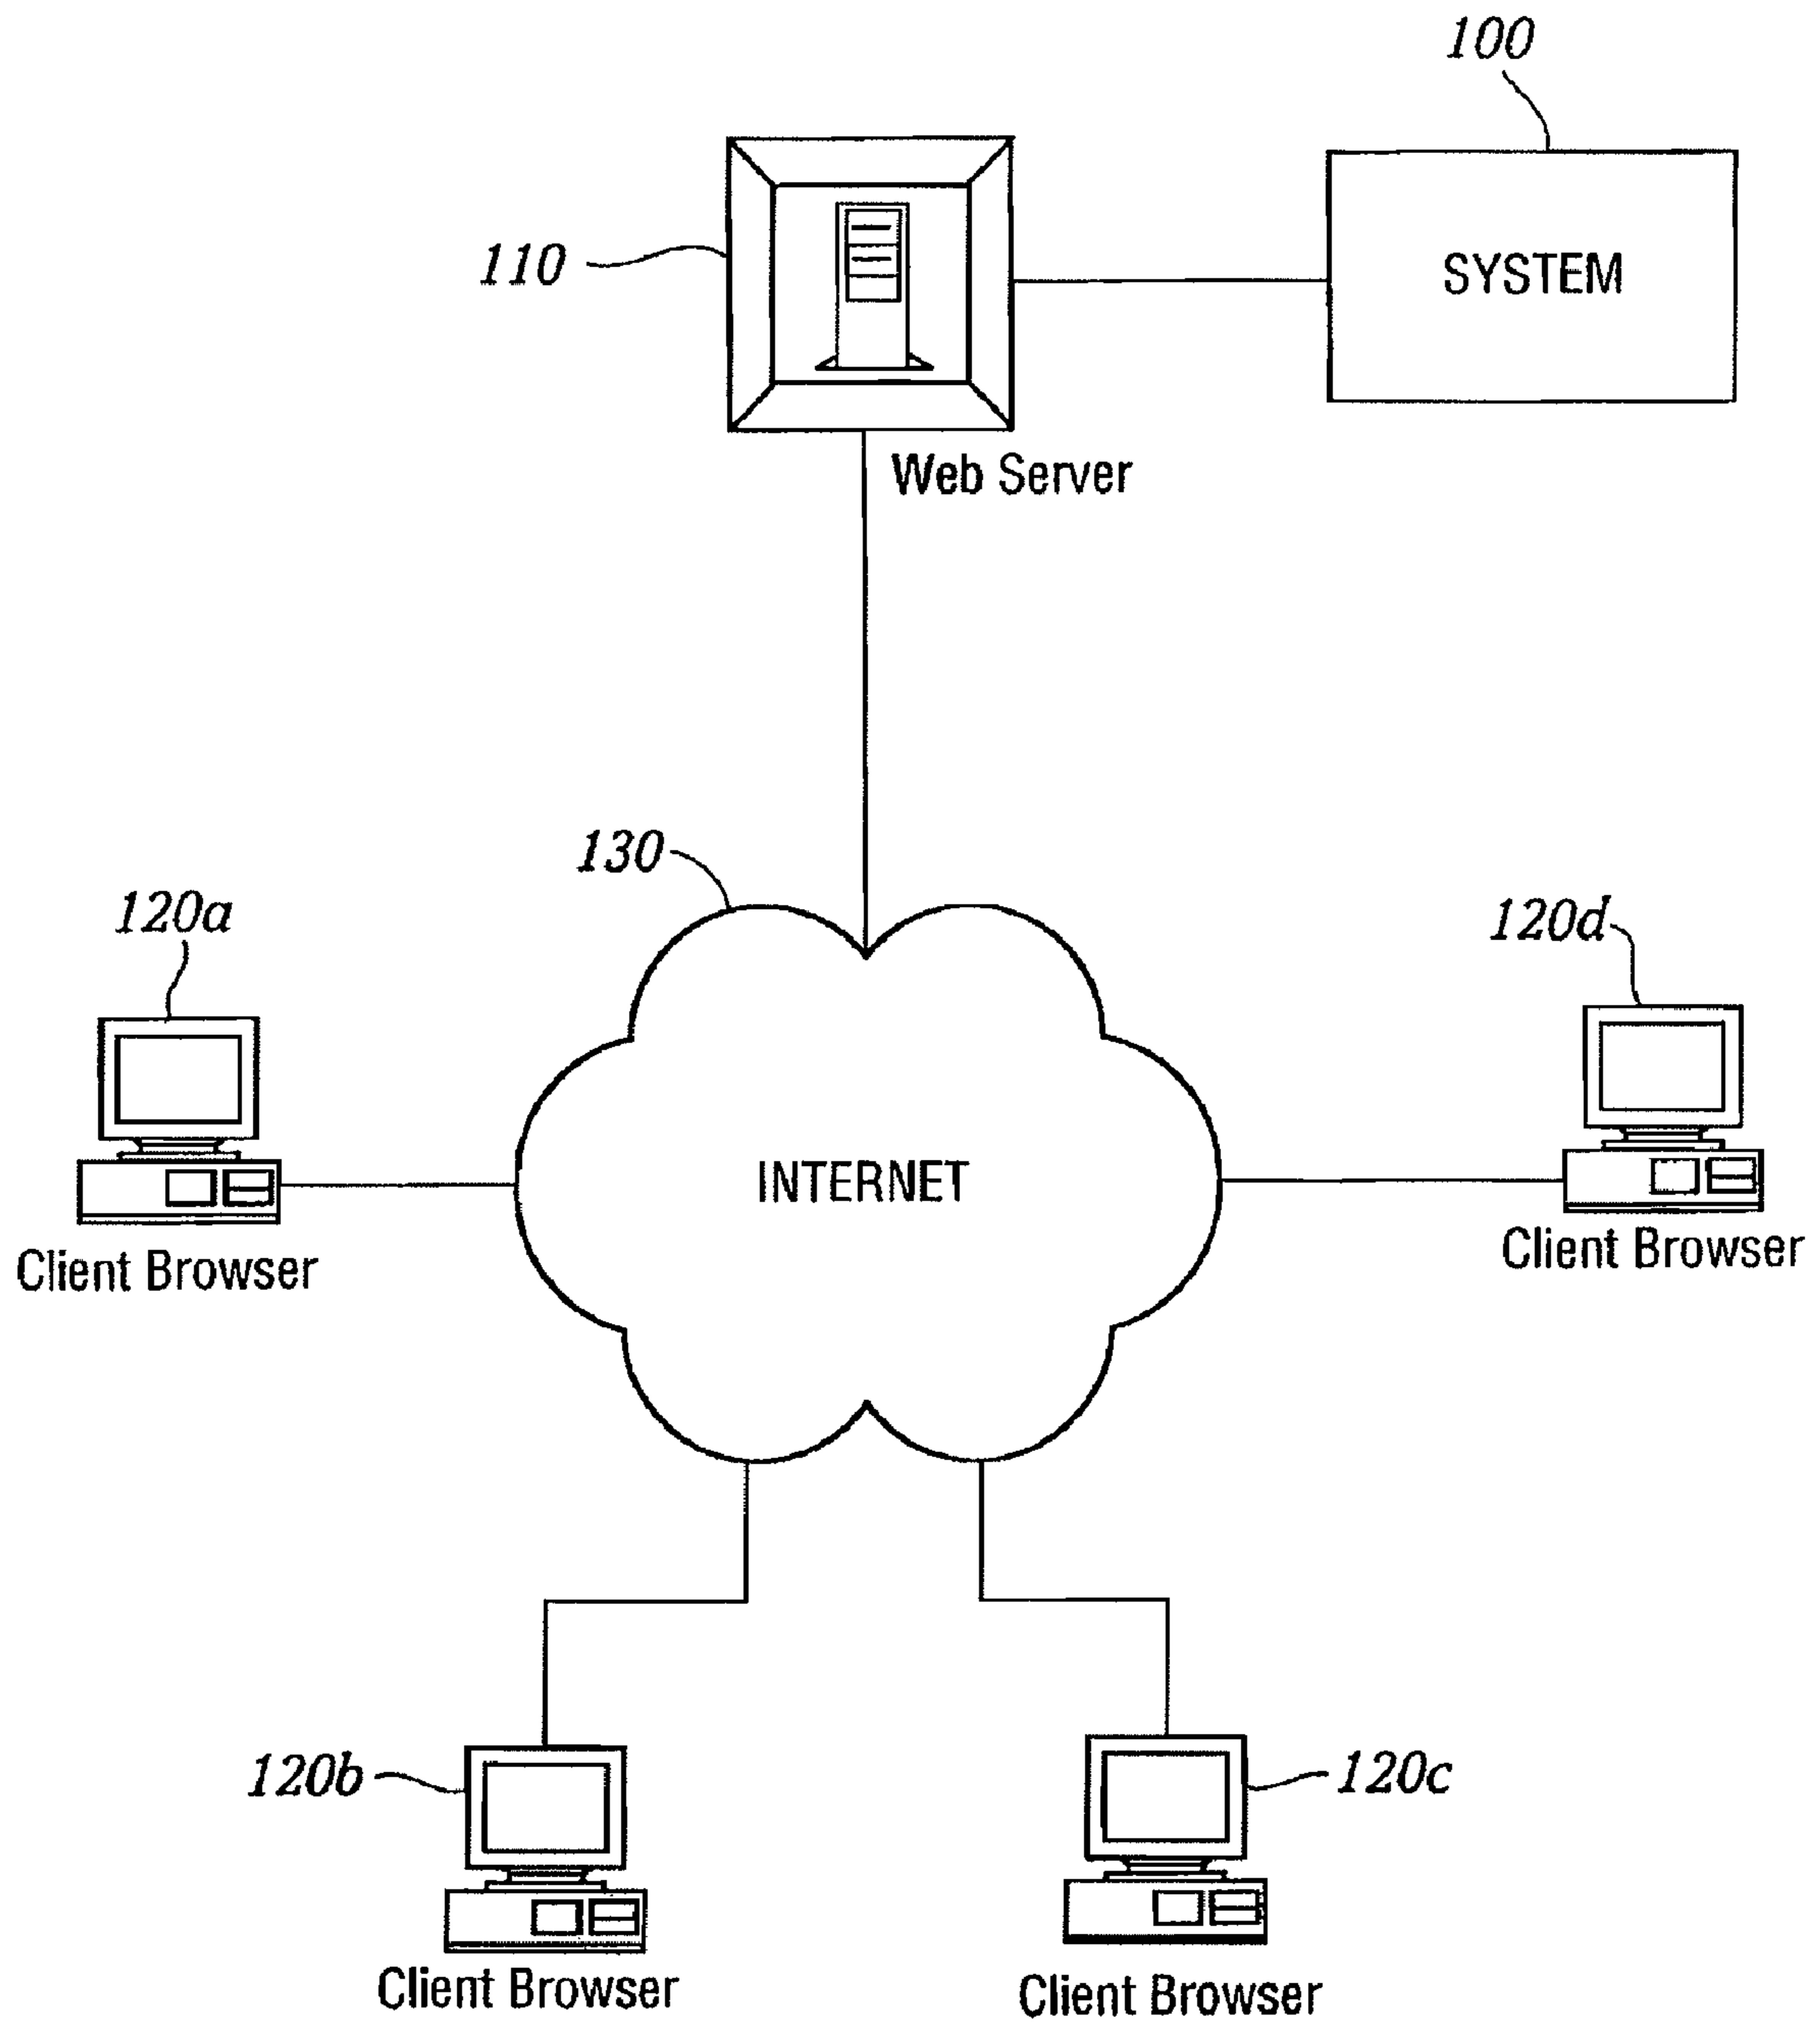 100
110
SYSTEM
Web Server
130
120a
120d
INTERNET
Client Browser
Client Browser
120b
120c
Client Browser
Client Browser